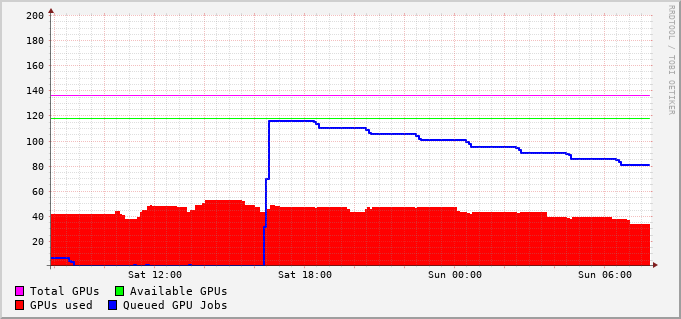 200
180
160
140
120
100
80
60
40
20
Sat 12:00 Sat 18:00 Sun 00:00 Sun 06:00
Total GPUs Available GPUs
GPUs used Queued GPU Jobs
RRDTOOL / TOBI OETIKER